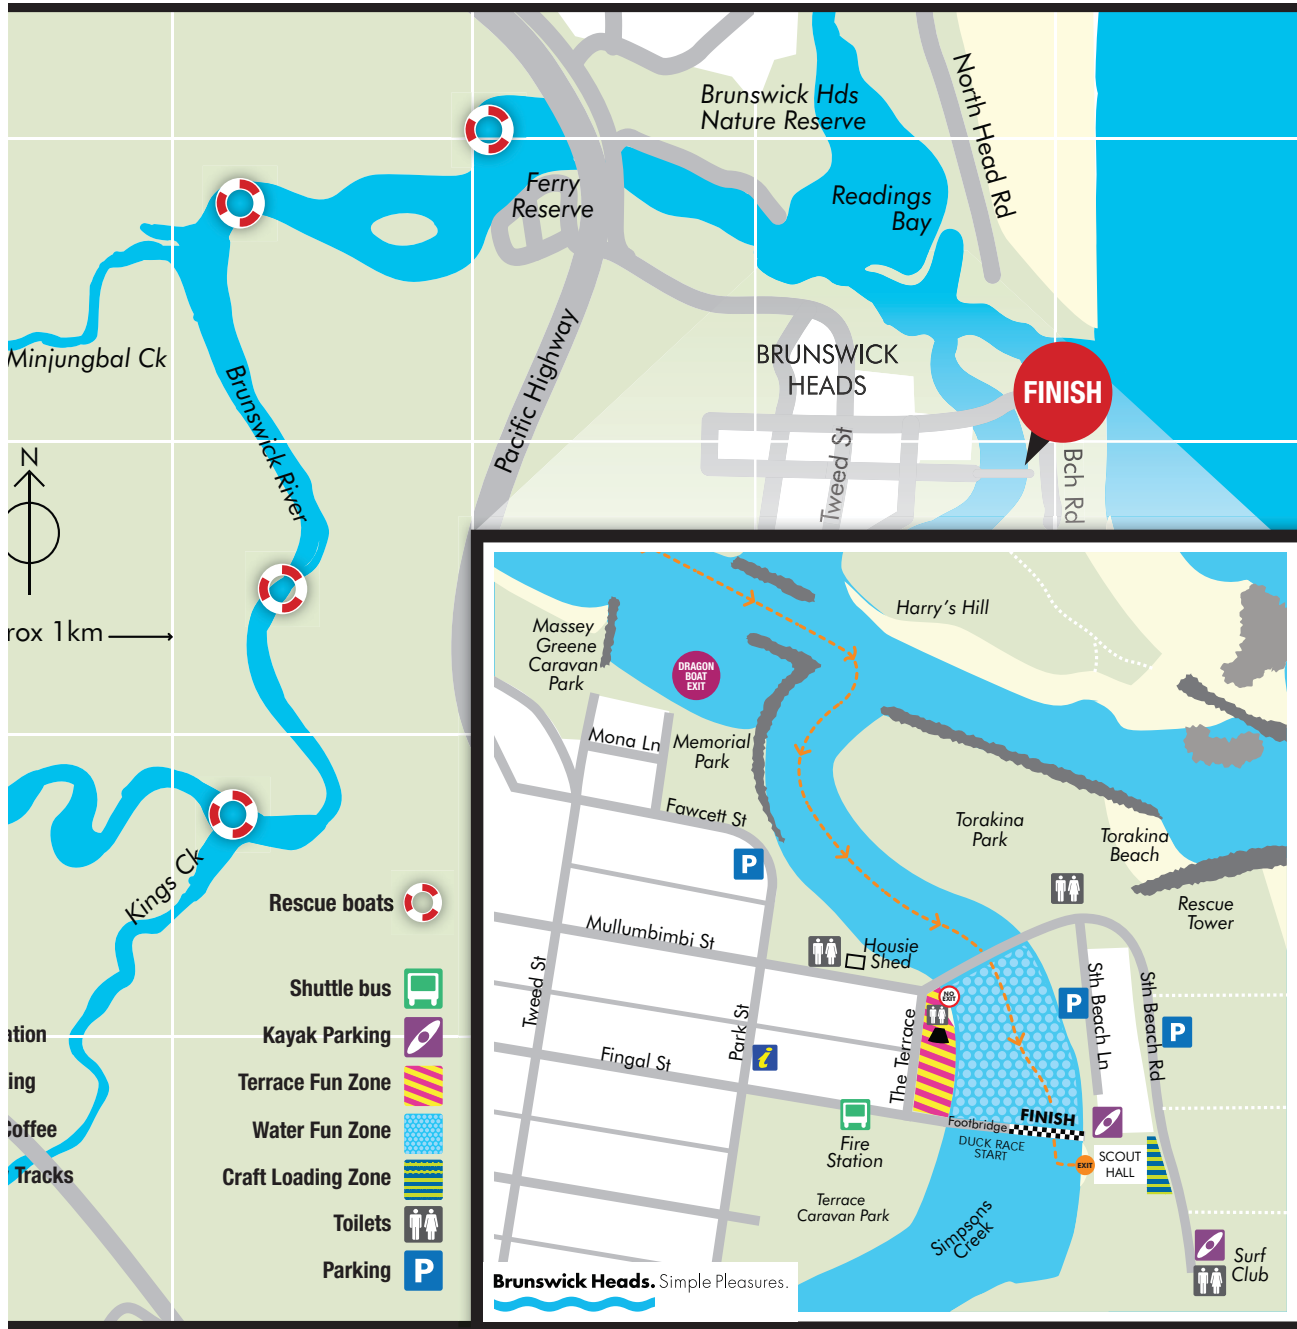 Brunswick Hds
Nature Reserve
North Head Rd
Ferry
Reserve
Readings
Bay
Minjungbal Ck
Brunswick River
Pacific Highway
BRUNSWICK
HEADS
FINISH
Tweed St
Bch Rd
N
rox 1km
Kings Ck
Rescue boats
Shuttle bus
Kayak Parking
Terrace Fun Zone
Water Fun Zone
Craft Loading Zone
Toilets
Parking
P
ation
ing
Coffee
Tracks
Harry's Hill
Massey
Greene
Caravan
Park
DRAGON
BOAT
EXIT
Mona Ln
Memorial
Park
Fawcett St
P
Torakina
Park
Torakina
Beach
Rescue
Tower
Mullumbimbi St
Housie
Shed
NO
EXIT
Tweed St
Park St
The Terrace
P
Sth Beach Ln
Sth Beach Rd
P
Fingal St
i
Fire
Station
Footbridge
FINISH
DUCK RACE
START
EXIT
SCOUT
HALL
Terrace
Caravan Park
Simpsons
Creek
Surf
Club
Brunswick Heads. Simple Pleasures.